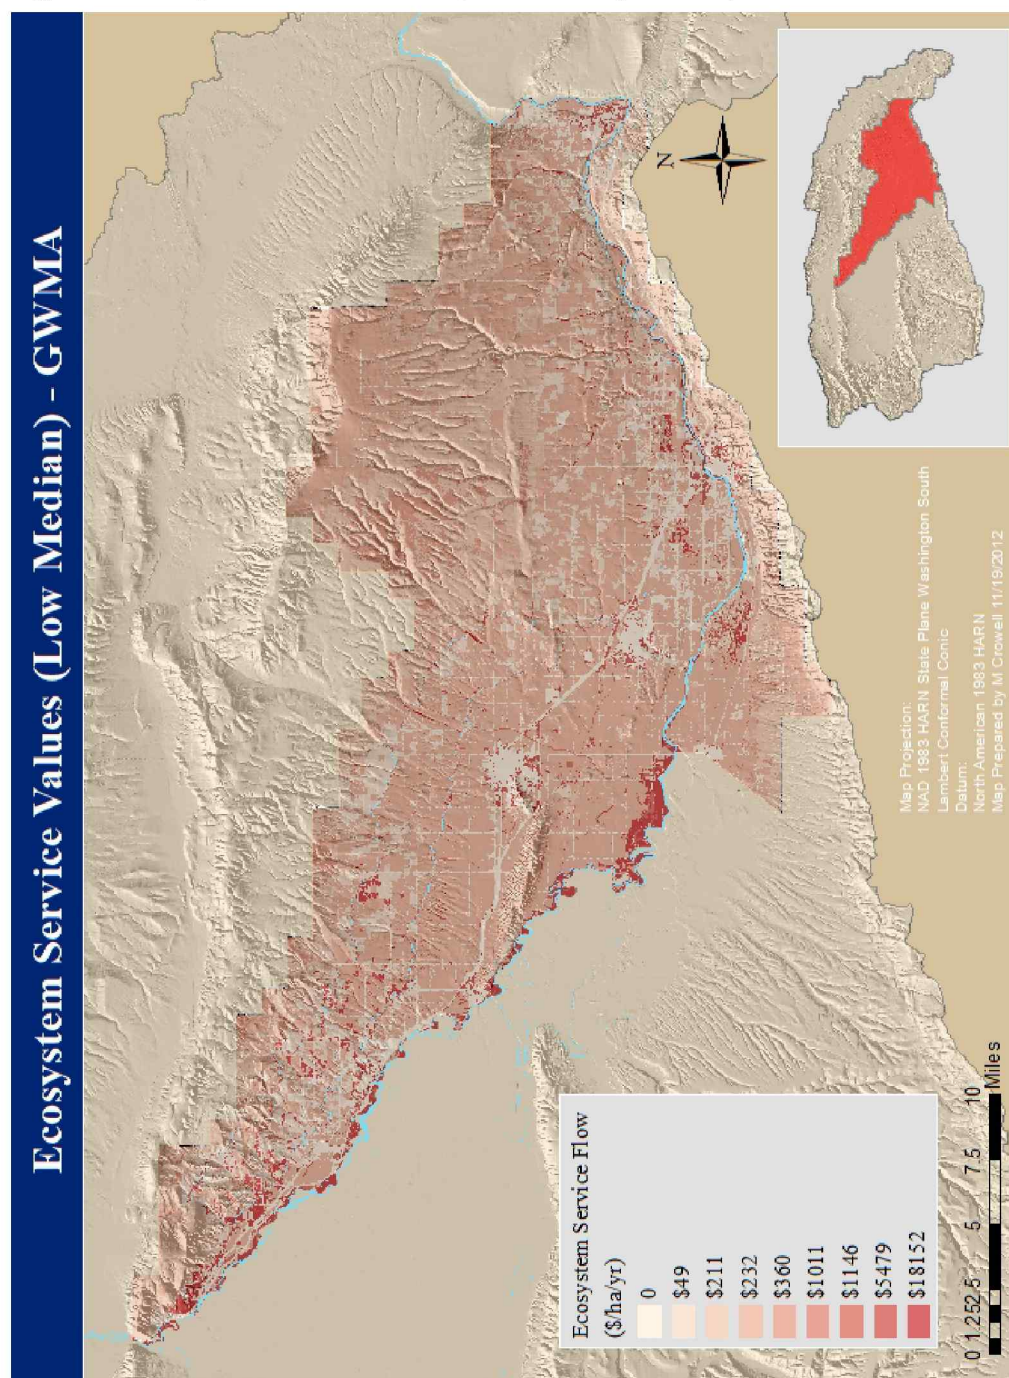 Ecosystem Service Values (Low Median) - GWMA
N
Map Projection:
NAD 1983 HARN State Plane Washington South
Lambert Conformal Conic
Datum:
North American 1983 HARN
Map Prepared by M Crowell 11/19/2012
Ecosystem Service Flow
($/ha/yr)
0
$49
$211
$232
$360
$1011
$1146
$5479
$18152
0 1.252.5 5 7.5 10
Miles